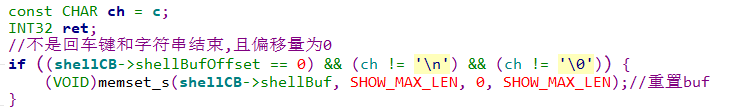 const CHAR ch = c;
INT32 ret;
//不是回车键和字符串结束,且偏移量为0
if ((shellCB->shellBufOffset == 0) && (ch != '\n') && (ch != '\0')) {
    (VOID)memset_s(shellCB->shellBuf, SHOW_MAX_LEN, 0, SHOW_MAX_LEN);//重置buf
}